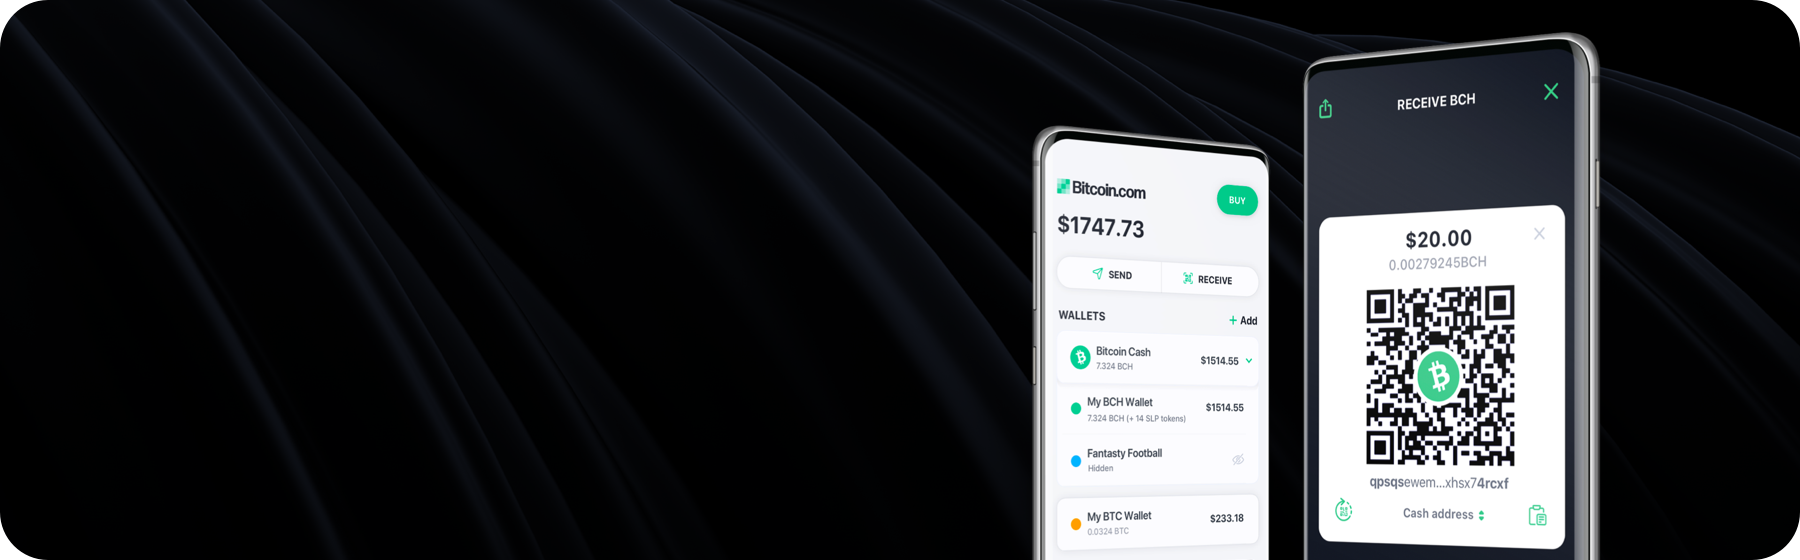 Bitcoin.com
BUY
$1747.73
SEND
RECEIVE
WALLETS
+ Add
Bitcoin Cash
$1514.55
7.324 BCH
My BCH Wallet
$1514.55
7.324 BCH (+ 14 SLP tokens)
Fantasty Football
Hidden
My BTC Wallet
$233.18
0.0324 BTC
RECEIVE BCH
$20.00
0.00279245BCH
qpsqsewem...xhsx74rcxf
Cash address